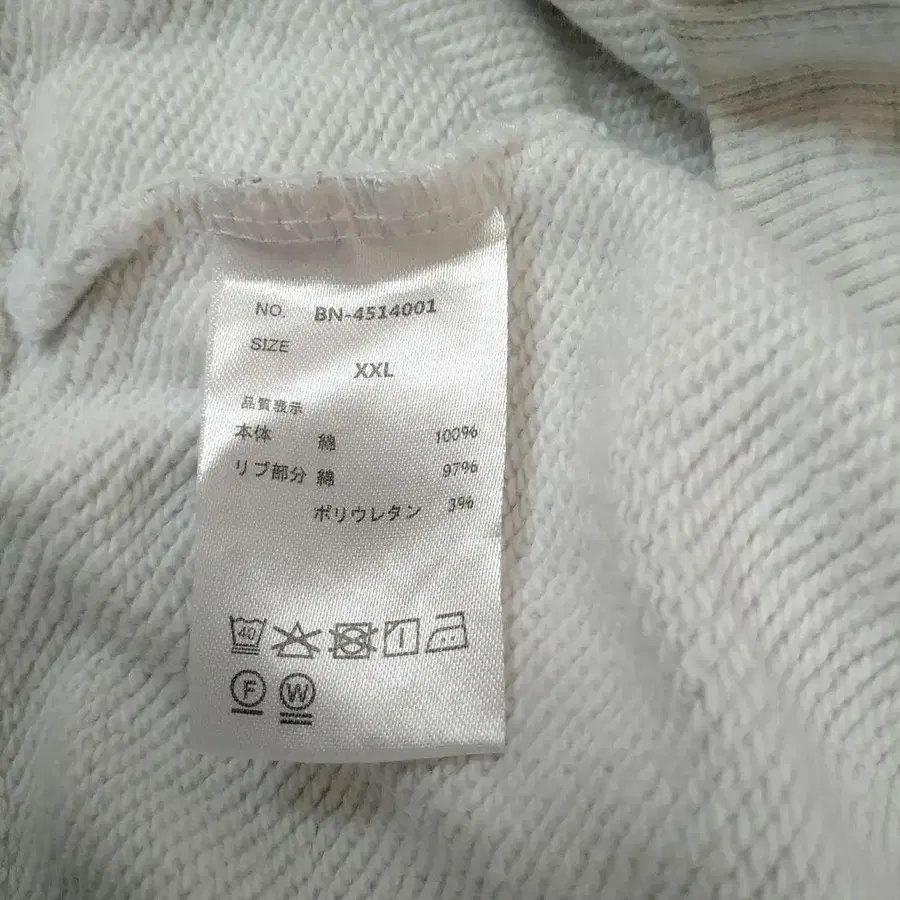 NO. BN-4514001
SIZE
XXL
品質表示
本体 綿 100%
リブ部分 綿 97%
ポリウレタン 3%
40
F W